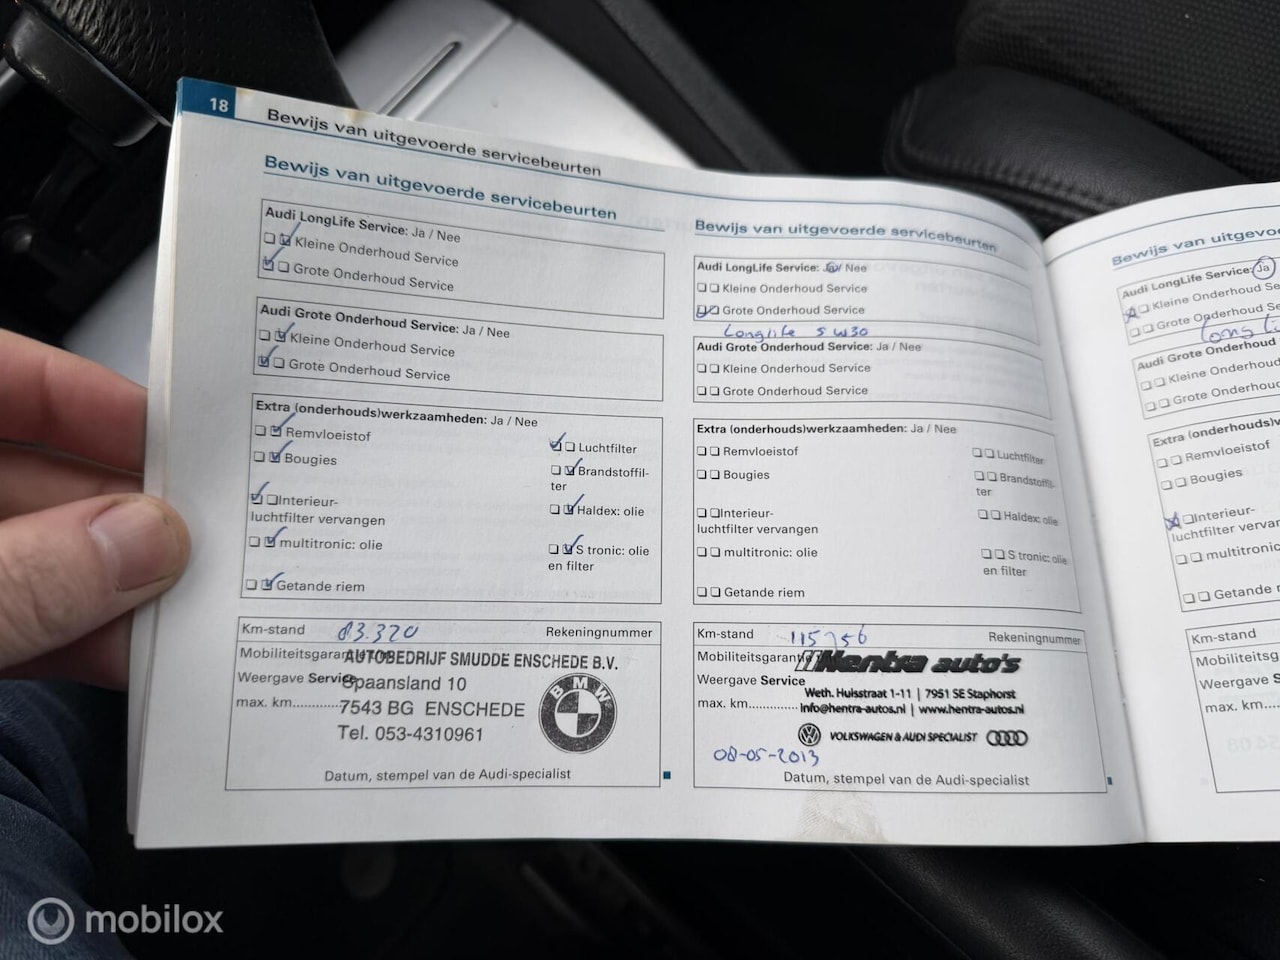 18
Bewijs van uitgevoerde servicebeurten
Bewijs van uitgevoerde servicebeurten
Audi LongLife Service: Ja / Nee
Kleine Onderhoud Service
Grote Onderhoud Service
Audi Grote Onderhoud Service: Ja / Nee
Kleine Onderhoud Service
Grote Onderhoud Service
Extra (onderhouds)werkzaamheden: Ja / Nee
Remvloeistof
Luchtfilter
Bougies
Brandstoffil-
ter
Interieur-
luchtfilter vervangen
Haldex: olie
multitronic: olie
S tronic: olie
en filter
Getande riem
Km-stand 83.320 Rekeningnummer
Mobiliteitsgarantie
AUTOBEDRIJF SMUDDE ENSCHEDE B.V.
Weergave Service
Spaansland 10
max. km.............
7543 BG ENSCHEDE
Tel. 053-4310961
BMW
Datum, stempel van de Audi-specialist
Bewijs van uitgevoerde servicebeurten
Audi LongLife Service: Ja / Nee
Kleine Onderhoud Service
Grote Onderhoud Service
Longlife 5W30
Audi Grote Onderhoud Service: Ja / Nee
Kleine Onderhoud Service
Grote Onderhoud Service
Extra (onderhouds)werkzaamheden: Ja / Nee
Remvloeistof
Luchtfilter
Bougies
Brandstoffil-
ter
Interieur-
luchtfilter vervangen
Haldex: olie
multitronic: olie
S tronic: olie
en filter
Getande riem
Km-stand 115756 Rekeningnummer
Mobiliteitsgarantie
Hentra auto's
Weergave Service
Weth. Huisstraat 1-11 | 7951 SE Staphorst
max. km.............
info@hentra-autos.nl | www.hentra-autos.nl
VOLKSWAGEN & AUDI SPECIALIST
08-05-2013
Datum, stempel van de Audi-specialist
Bewijs van uitgevoe
Audi LongLife Service: Ja
Kleine Onderhoud Se
Grote Onderhoud Se
Long Li
Audi Grote Onderhoud
Kleine Onderhoud S
Grote Onderhoud S
Extra (onderhouds)w
Remvloeistof
Bougies
Interieur-
luchtfilter vervan
multitronic:
Getande r
Km-stand
Mobiliteitsg
Weergave S
max. km...
mobilox